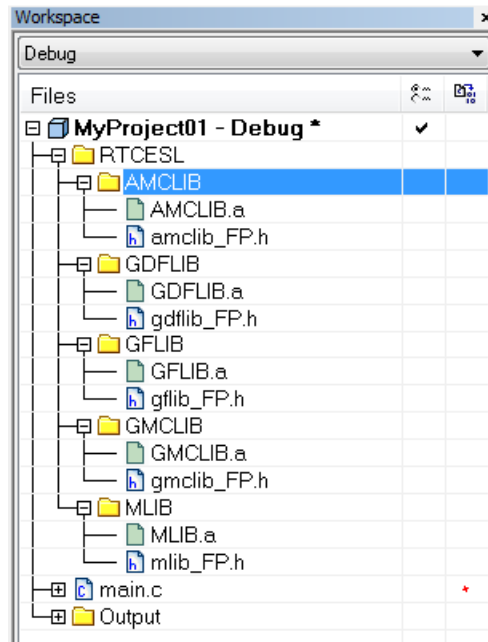 Workspace
Debug
Files
MyProject01 - Debug *
RTCESL
AMCLIB
AMCLIB.a
amclib_FP.h
GDFLIB
GDFLIB.a
gdflib_FP.h
GFLIB
GFLIB.a
gflib_FP.h
GMCLIB
GMCLIB.a
gmclib_FP.h
MLIB
MLIB.a
mlib_FP.h
main.c
Output